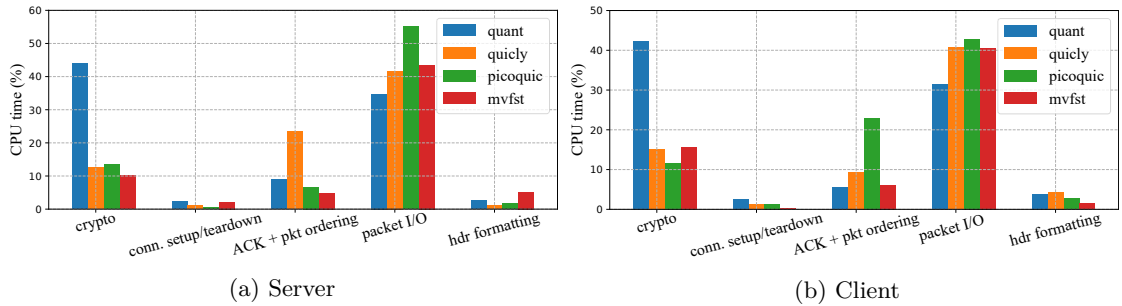 60
50
40
30
20
10
0
CPU time (%)
quant
quicly
picoquic
mvfst
crypto
conn. setup/teardown
ACK + pkt ordering
packet I/O
hdr formatting
(a) Server
50
40
30
20
10
0
CPU time (%)
quant
quicly
picoquic
mvfst
crypto
conn. setup/teardown
ACK + pkt ordering
packet I/O
hdr formatting
(b) Client